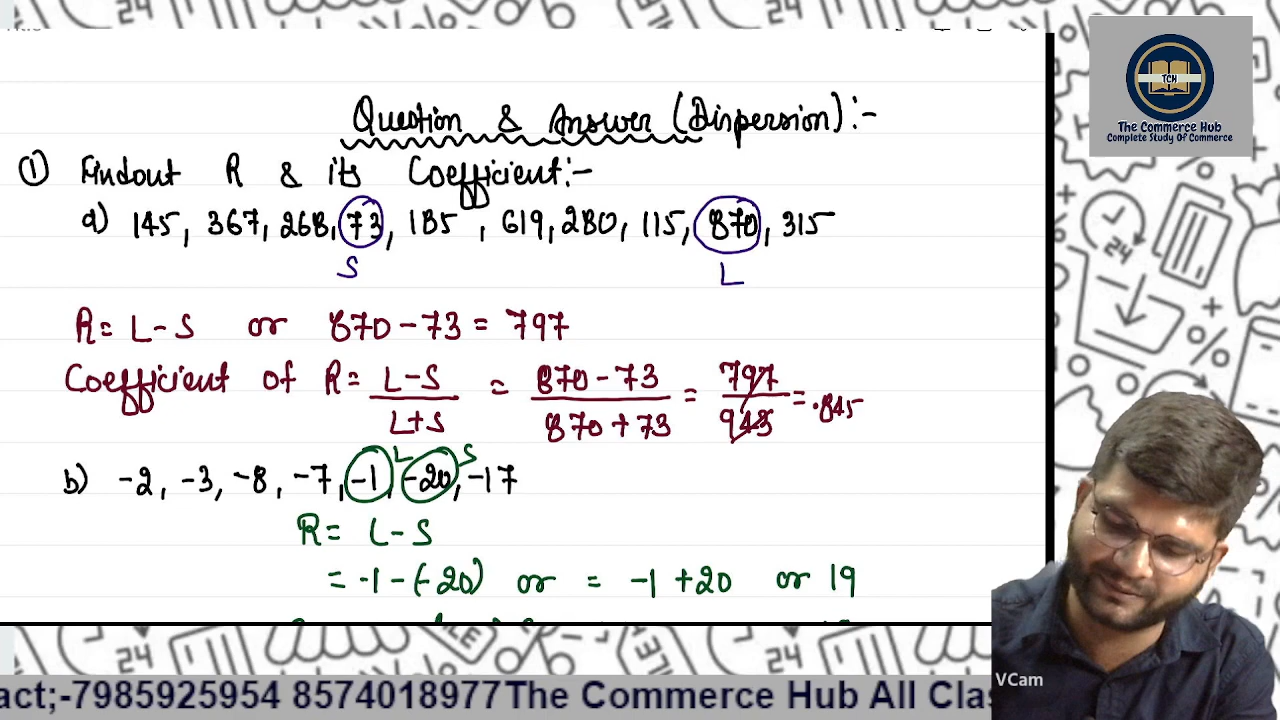 Question & Answer (Dispersion):-
① Findout R & its Coefficient:-
a) 145, 367, 268, 73, 185, 619, 280, 115, 870, 315
S L
R = L-S or 870-73 = 797
Coefficient of R = L-S / L+S = 870-73 / 870+73 = 797 / 943 = .845
b) -2, -3, -8, -7, -1, -20, -17
L S
R = L-S
= -1-(-20) or = -1+20 or 19
TCH
The Commerce Hub
Complete Study Of Commerce
VCam
act;-7985925954 8574018977The Commerce Hub All Clas